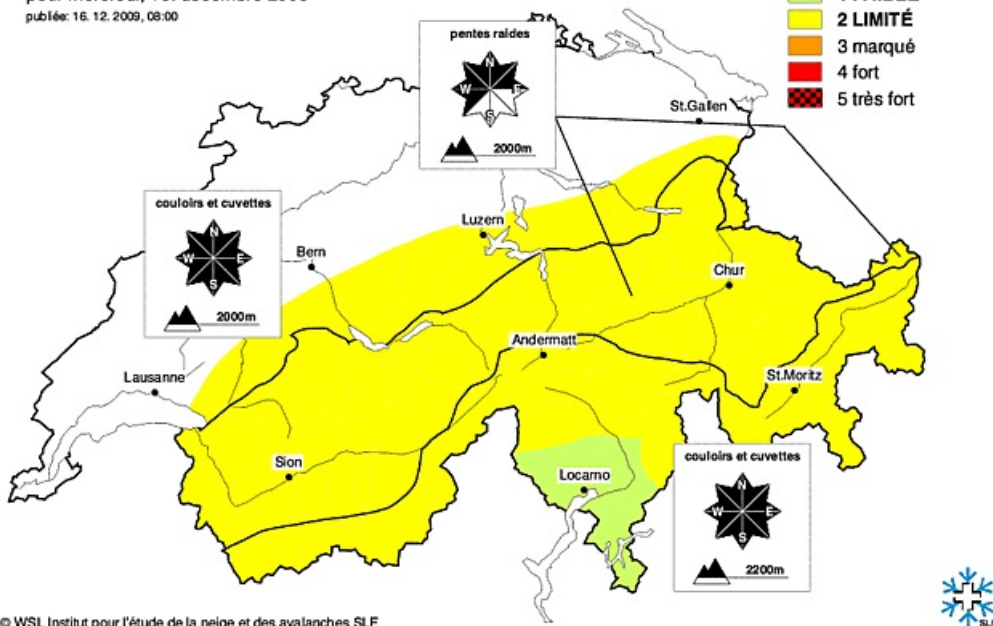 publiée: 16. 12. 2009, 08:00
2 LIMITÉ
3 marqué
4 fort
5 très fort
pentes raides
N
W E
S
2000m
St.Gallen
couloirs et cuvettes
N
W E
S
2000m
Luzern
Bern
Chur
Andermatt
Lausanne
St.Moritz
Sion
Locarno
couloirs et cuvettes
N
W E
S
2200m
© WSL Institut pour l'étude de la neige et des avalanches SLF
SLF